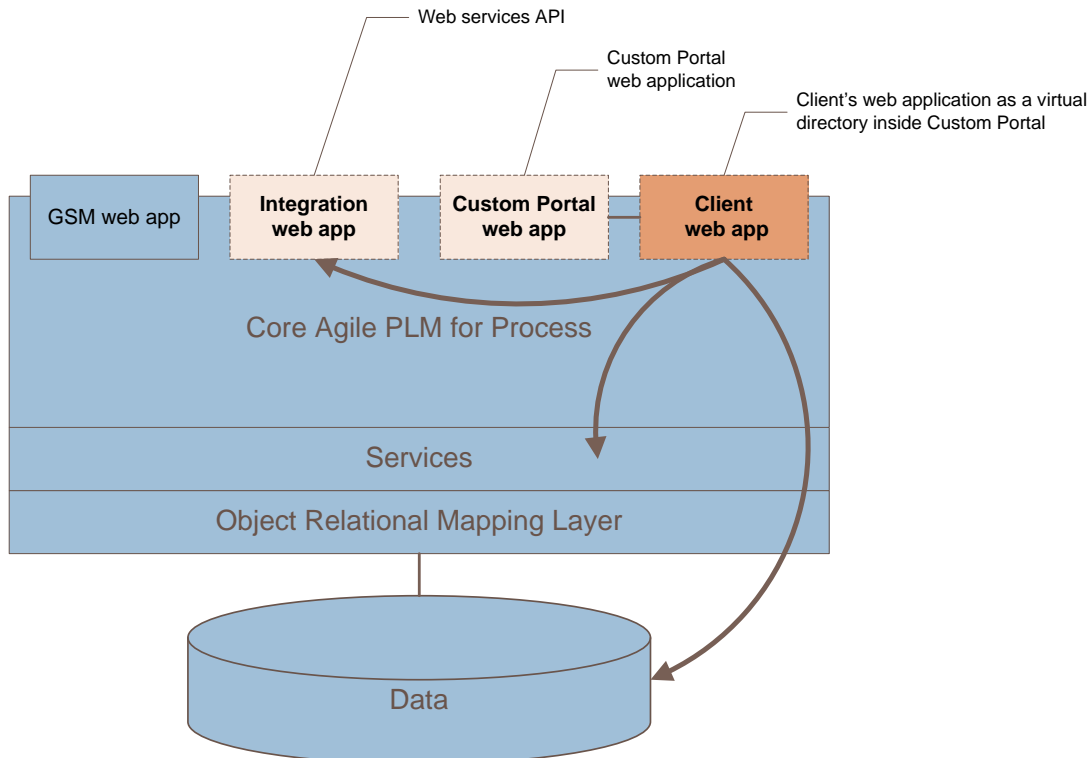 Web services API
Custom Portal
web application
Client's web application as a virtual
directory inside Custom Portal
GSM web app
Integration
web app
Custom Portal
web app
Client
web app
Core Agile PLM for Process
Services
Object Relational Mapping Layer
Data